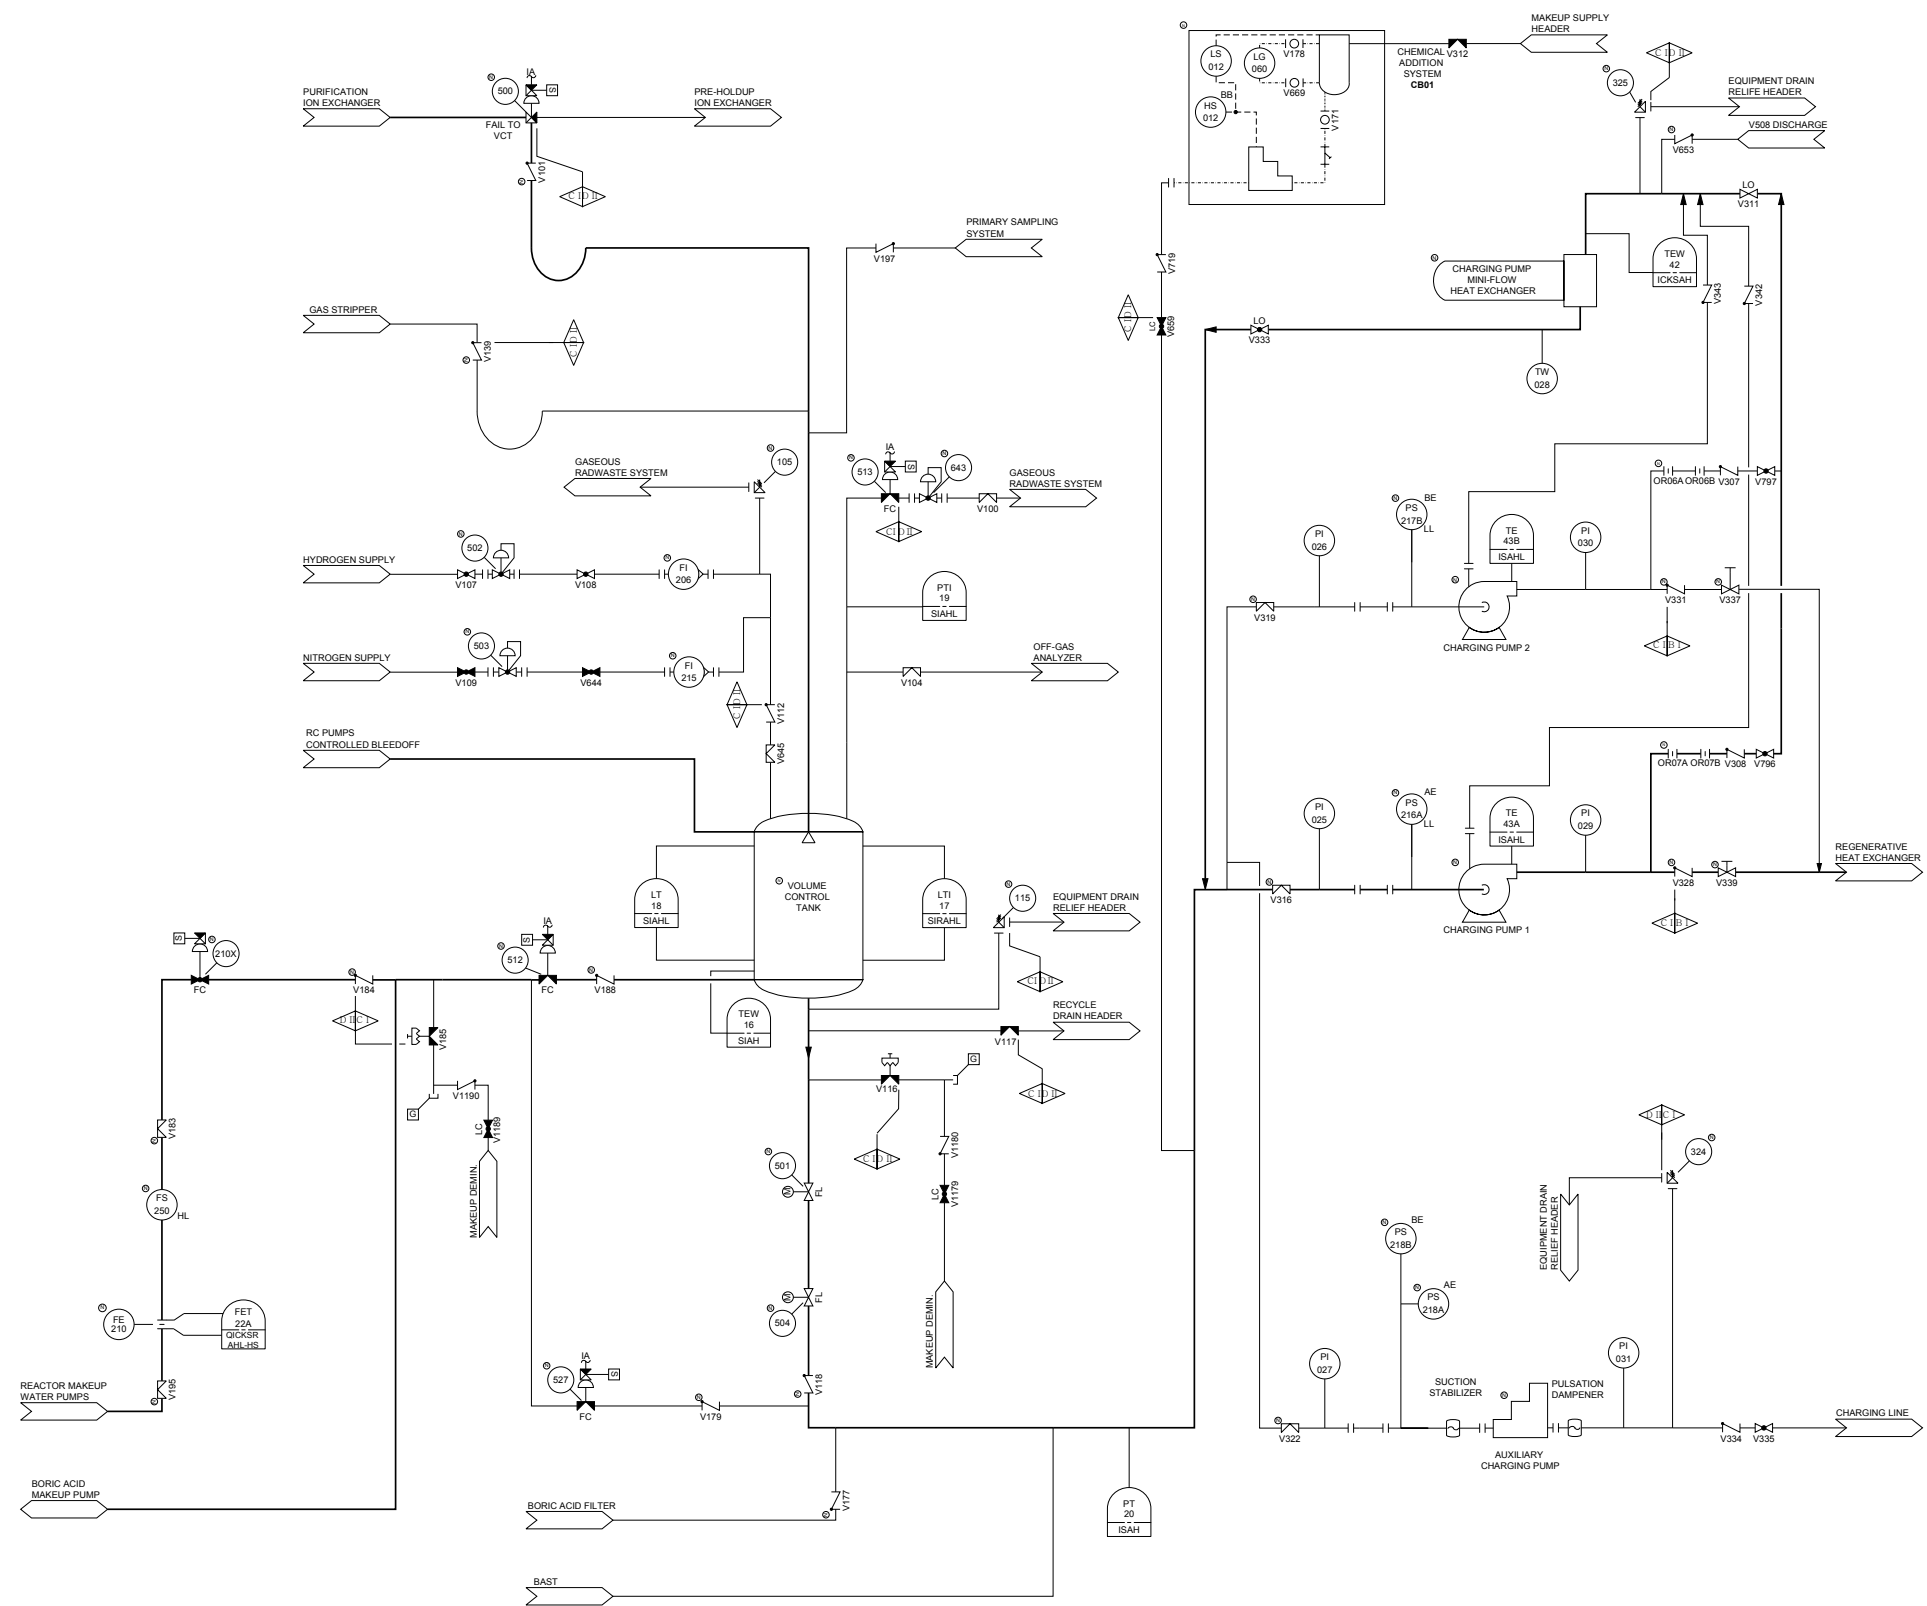 MAKEUP SUPPLY
HEADER
V312
CHEMICAL
ADDITION
SYSTEM
CB01
LS
012
LG
060
V178
V669
HS
012
BB
V171
C I D II
325
N
EQUIPMENT DRAIN
RELIFE HEADER
V508 DISCHARGE
N
V653
LO
V311
PURIFICATION
ION EXCHANGER
N
500
IA
S
FAIL TO
VCT
PRE-HOLDUP
ION EXCHANGER
V101
N
C I D II
PRIMARY SAMPLING
SYSTEM
V197
V719
C I D II
LC
V659
N
CHARGING PUMP
MINI-FLOW
HEAT EXCHANGER
TEW
42
ICKSAH
V343
V342
LO
V333
TW
028
GAS STRIPPER
V139
N
C I D II
GASEOUS
RADWASTE SYSTEM
N
105
IA
N
513
S
FC
C I D II
N
643
V100
GASEOUS
RADWASTE SYSTEM
HYDROGEN SUPPLY
N
502
V107
V108
N
FI
206
PTI
19
SIAHL
NITROGEN SUPPLY
N
503
V109
V644
N
FI
215
OFF-GAS
ANALYZER
V104
C I D II
V112
V645
RC PUMPS
CONTROLLED BLEEDOFF
OR06A
OR06B
V307
V797
PI
026
N
PS
217B
BE
LL
TE
43B
ISAHL
PI
030
N
V319
N
CHARGING PUMP 2
N
V331
V337
C I B I
N
OR07A
OR07B
V308
V796
PI
025
N
PS
216A
AE
LL
TE
43A
ISAHL
PI
029
N
V316
N
CHARGING PUMP 1
N
V328
N
V339
C I B I
REGENERATIVE
HEAT EXCHANGER
LT
18
SIAHL
VOLUME
CONTROL
TANK
LTI
17
SIRAHL
N
115
EQUIPMENT DRAIN
RELIEF HEADER
C I D II
TEW
16
SIAH
RECYCLE
DRAIN HEADER
V117
C I D II
S
N
210X
FC
N
V184
D II C I
V185
G
V1190
LC
V1189
MAKEUP DEMIN.
IA
S
N
512
FC
N
V188
V116
G
C I D II
V1180
LC
V1179
MAKEUP DEMIN.
N
501
M
FL
M
FL
N
504
V118
N
V183
N
N
FS
250
HL
N
FE
210
FET
22A
QICKSR
AHL-HS
V195
N
REACTOR MAKEUP
WATER PUMPS
BORIC ACID
MAKEUP PUMP
IA
N
527
S
FC
N
V179
BORIC ACID FILTER
V177
N
BAST
PT
20
ISAH
D II C I
324
N
EQUIPMENT DRAIN
RELIEF HEADER
N
PS
218B
BE
N
PS
218A
AE
PI
027
PI
031
N
V322
SUCTION
STABILIZER
N
PULSATION
DAMPENER
AUXILIARY
CHARGING PUMP
V334
V335
CHARGING LINE